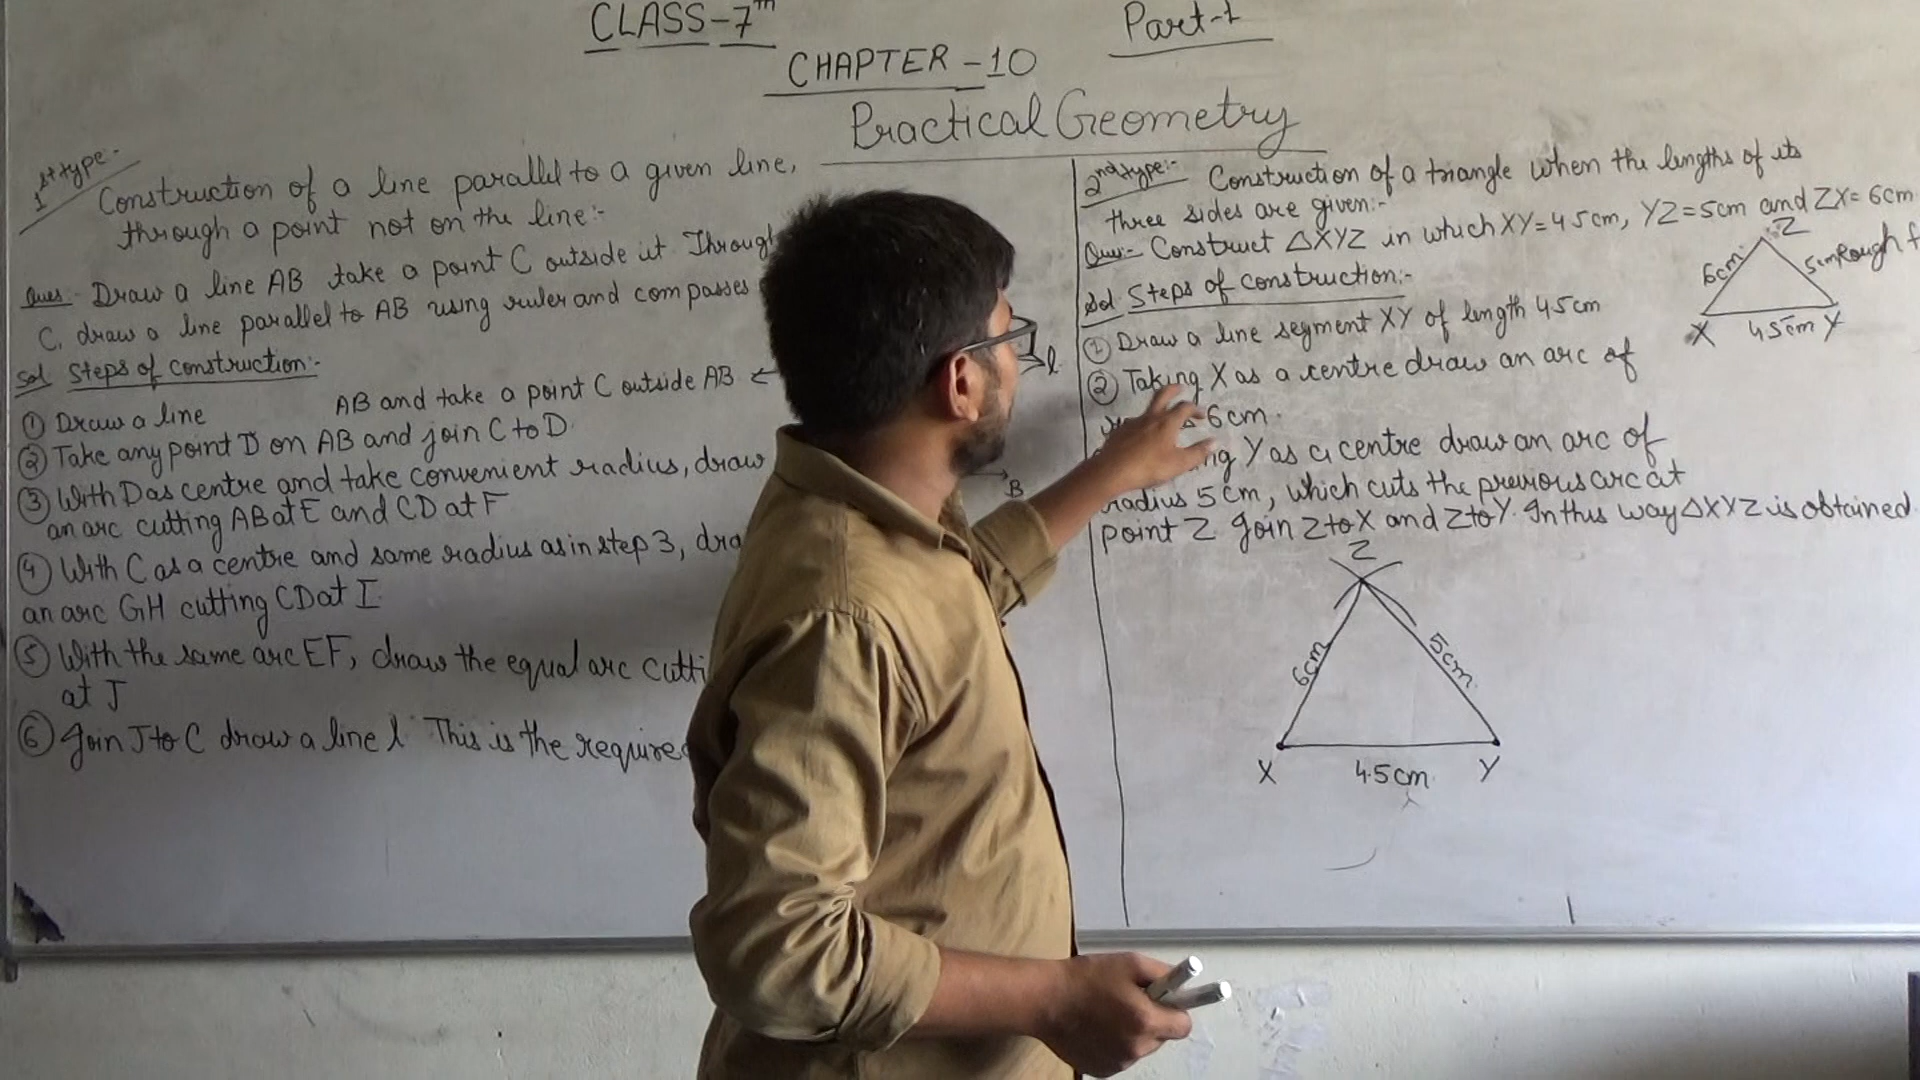 CLASS-7th
Part-1
CHAPTER-10
Practical Geometry
1st type:-
Construction of a line parallel to a given line,
through a point not on the line:-
Ques:- Draw a line AB take a point C outside it Through
C, draw a line parallel to AB using ruler and compasses
Sol Steps of construction:-
① Draw a line AB and take a point C outside AB
② Take any point D on AB and join C to D
③ With D as centre and take convenient radius, draw
an arc cutting AB at E and CD at F
④ With C as a centre and same radius as in step 3,
an arc GH cutting CD at I
⑤ With the same arc EF, draw the equal arc
at J
⑥ Join J to C draw a line l. This is the
l
B
2nd type:- Construction of a triangle when the lengths of its
three sides are given:-
Ques:- Construct △XYZ in which XY=4.5cm, YZ=5cm and ZX=6cm
Sol Steps of construction:-
① Draw a line segment XY of length 4.5cm
② Taking X as a centre draw an arc of
6cm.
Y as a centre draw an arc of
radius 5cm, which cuts the previous arc at
point Z. Join Z to X and Z to Y. In this way △XYZ is obtained.
Z
6cm
5cm
Rough
X
4.5cm
Y
Z
6cm
5cm
X
4.5cm
Y